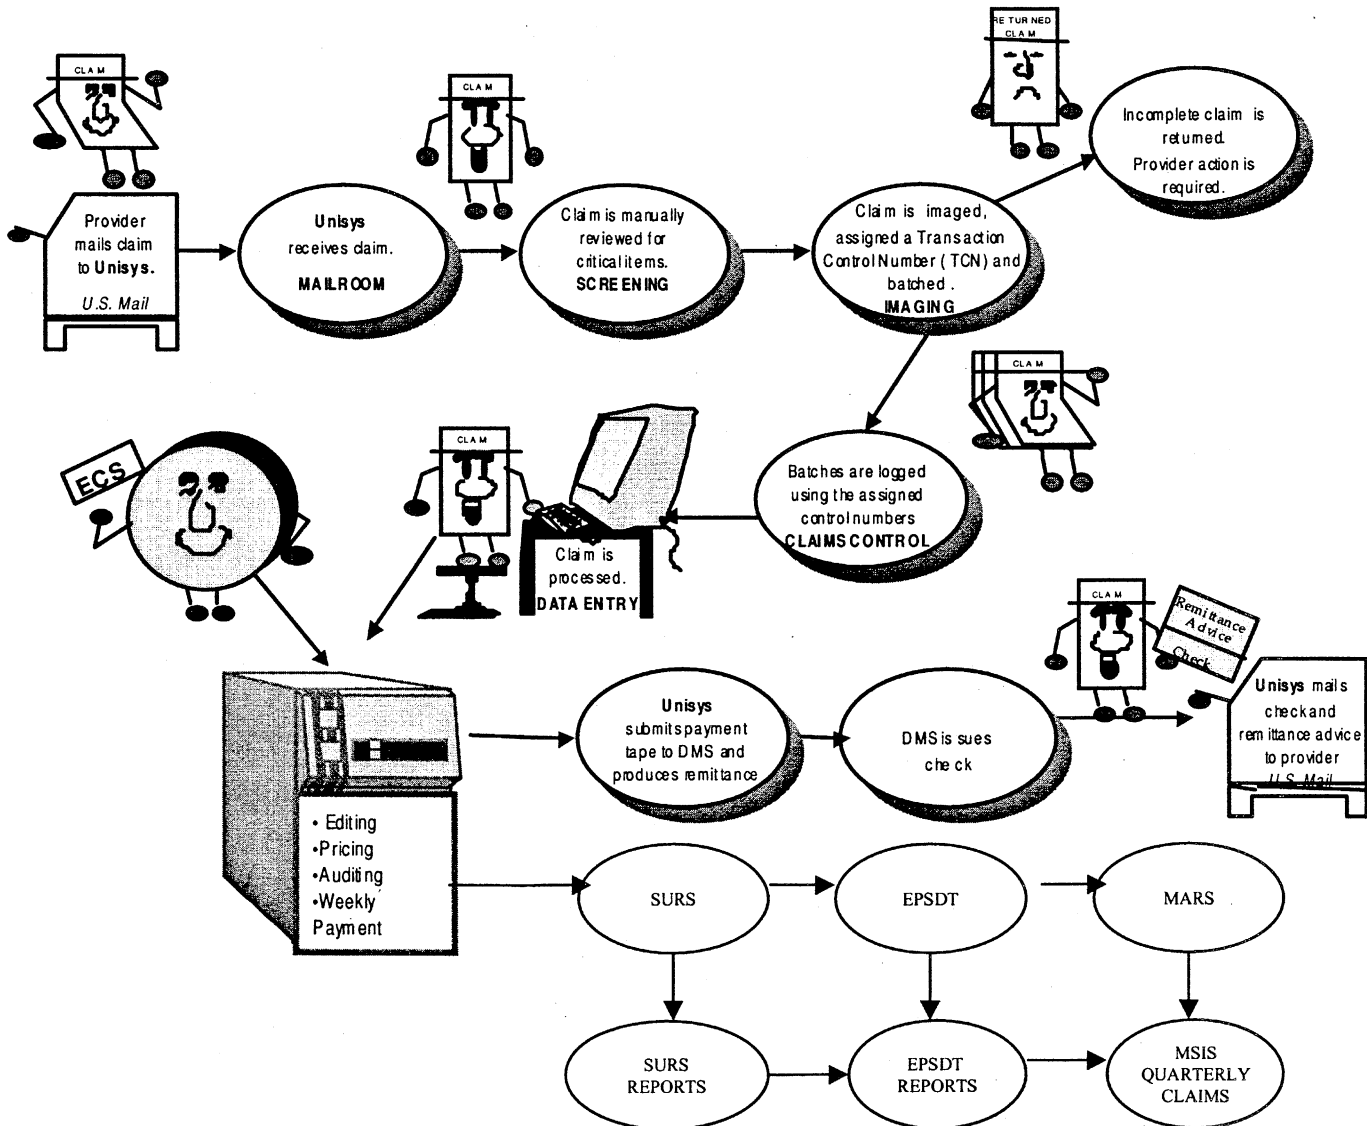 CLAIM
Provider
mails claim
to Unisys.
U.S. Mail
Unisys
receives claim.
MAILROOM
CLAIM
Claim is manually
reviewed for
critical items.
SCREENING
Claim is imaged,
assigned a Transaction
Control Number ( TCN) and
batched .
IMAGING
RETURNED
CLAIM
Incomplete claim is
returned.
Provider action is
required.
CLAIM
Batches are logged
using the assigned
control numbers
CLAIMS CONTROL
CLAIM
Claim is
processed.
DATA ENTRY
ECS
• Editing
•Pricing
•Auditing
•Weekly
Payment
Unisys
submits payment
tape to DMS and
produces remittance
DMS issues
check
CLAIM
Remittance
Advice
Check
Unisys mails
check and
remittance advice
to provider
U.S. Mail
SURS
EPSDT
MARS
SURS
REPORTS
EPSDT
REPORTS
MSIS
QUARTERLY
CLAIMS